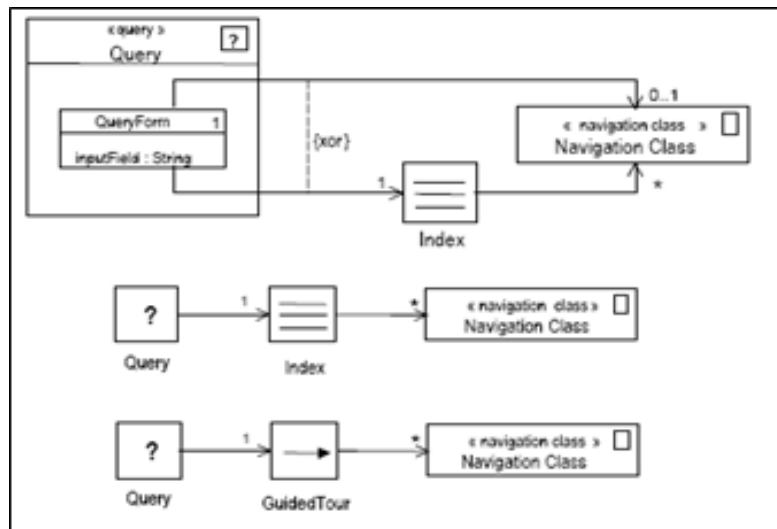 « query »
?
Query
QueryForm 1
inputField : String
{xor}
0..1
« navigation class »
Navigation Class
1
*
Index
?
1
*
« navigation class »
Navigation Class
Query
Index
?
1
*
« navigation class »
Navigation Class
Query
GuidedTour